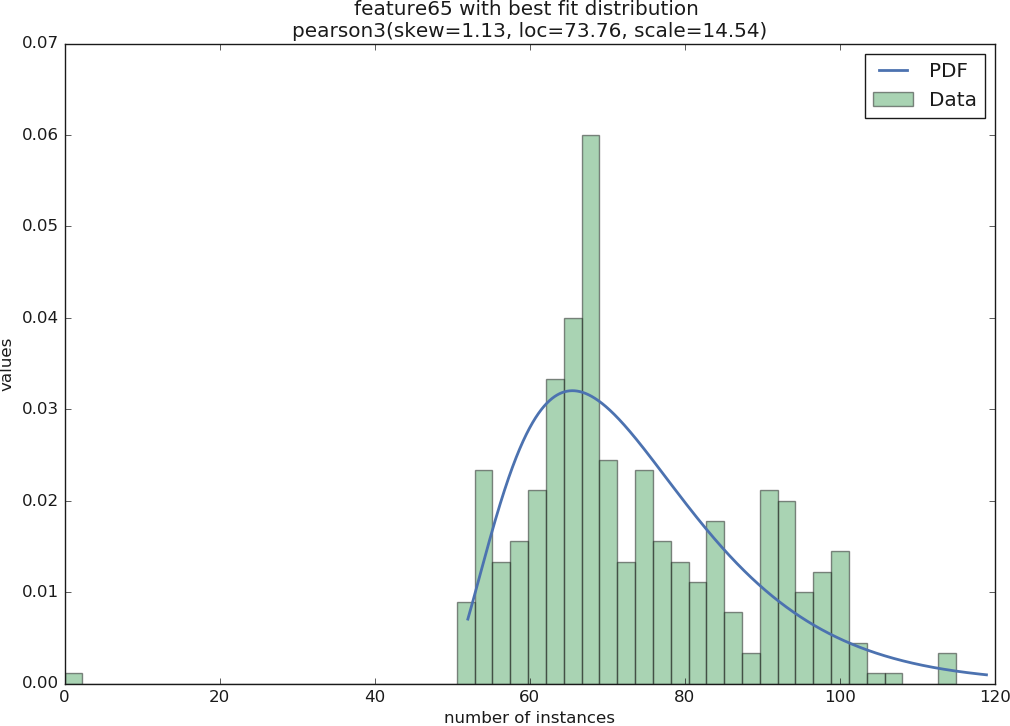 feature65 with best fit distribution
pearson3(skew=1.13, loc=73.76, scale=14.54)
PDF
Data
0.07
0.06
0.05
0.04
0.03
0.02
0.01
0.00
values
0 20 40 60 80 100 120
number of instances